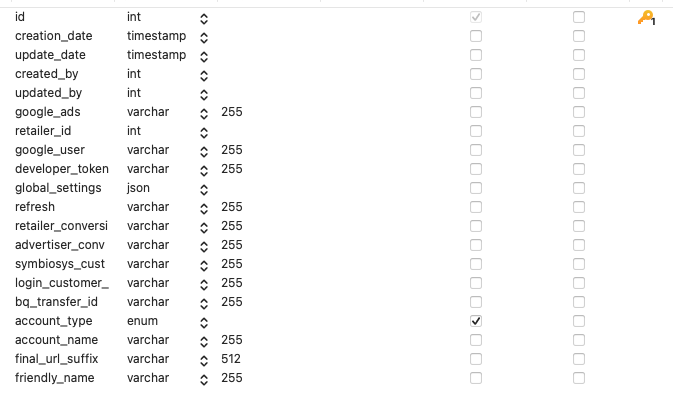 id int 1
creation_date timestamp
update_date timestamp
created_by int
updated_by int
google_ads varchar 255
retailer_id int
google_user varchar 255
developer_token varchar 255
global_settings json
refresh varchar 255
retailer_conversi varchar 255
advertiser_conv varchar 255
symbiosys_cust varchar 255
login_customer_ varchar 255
bq_transfer_id varchar 255
account_type enum
account_name varchar 255
final_url_suffix varchar 512
friendly_name varchar 255